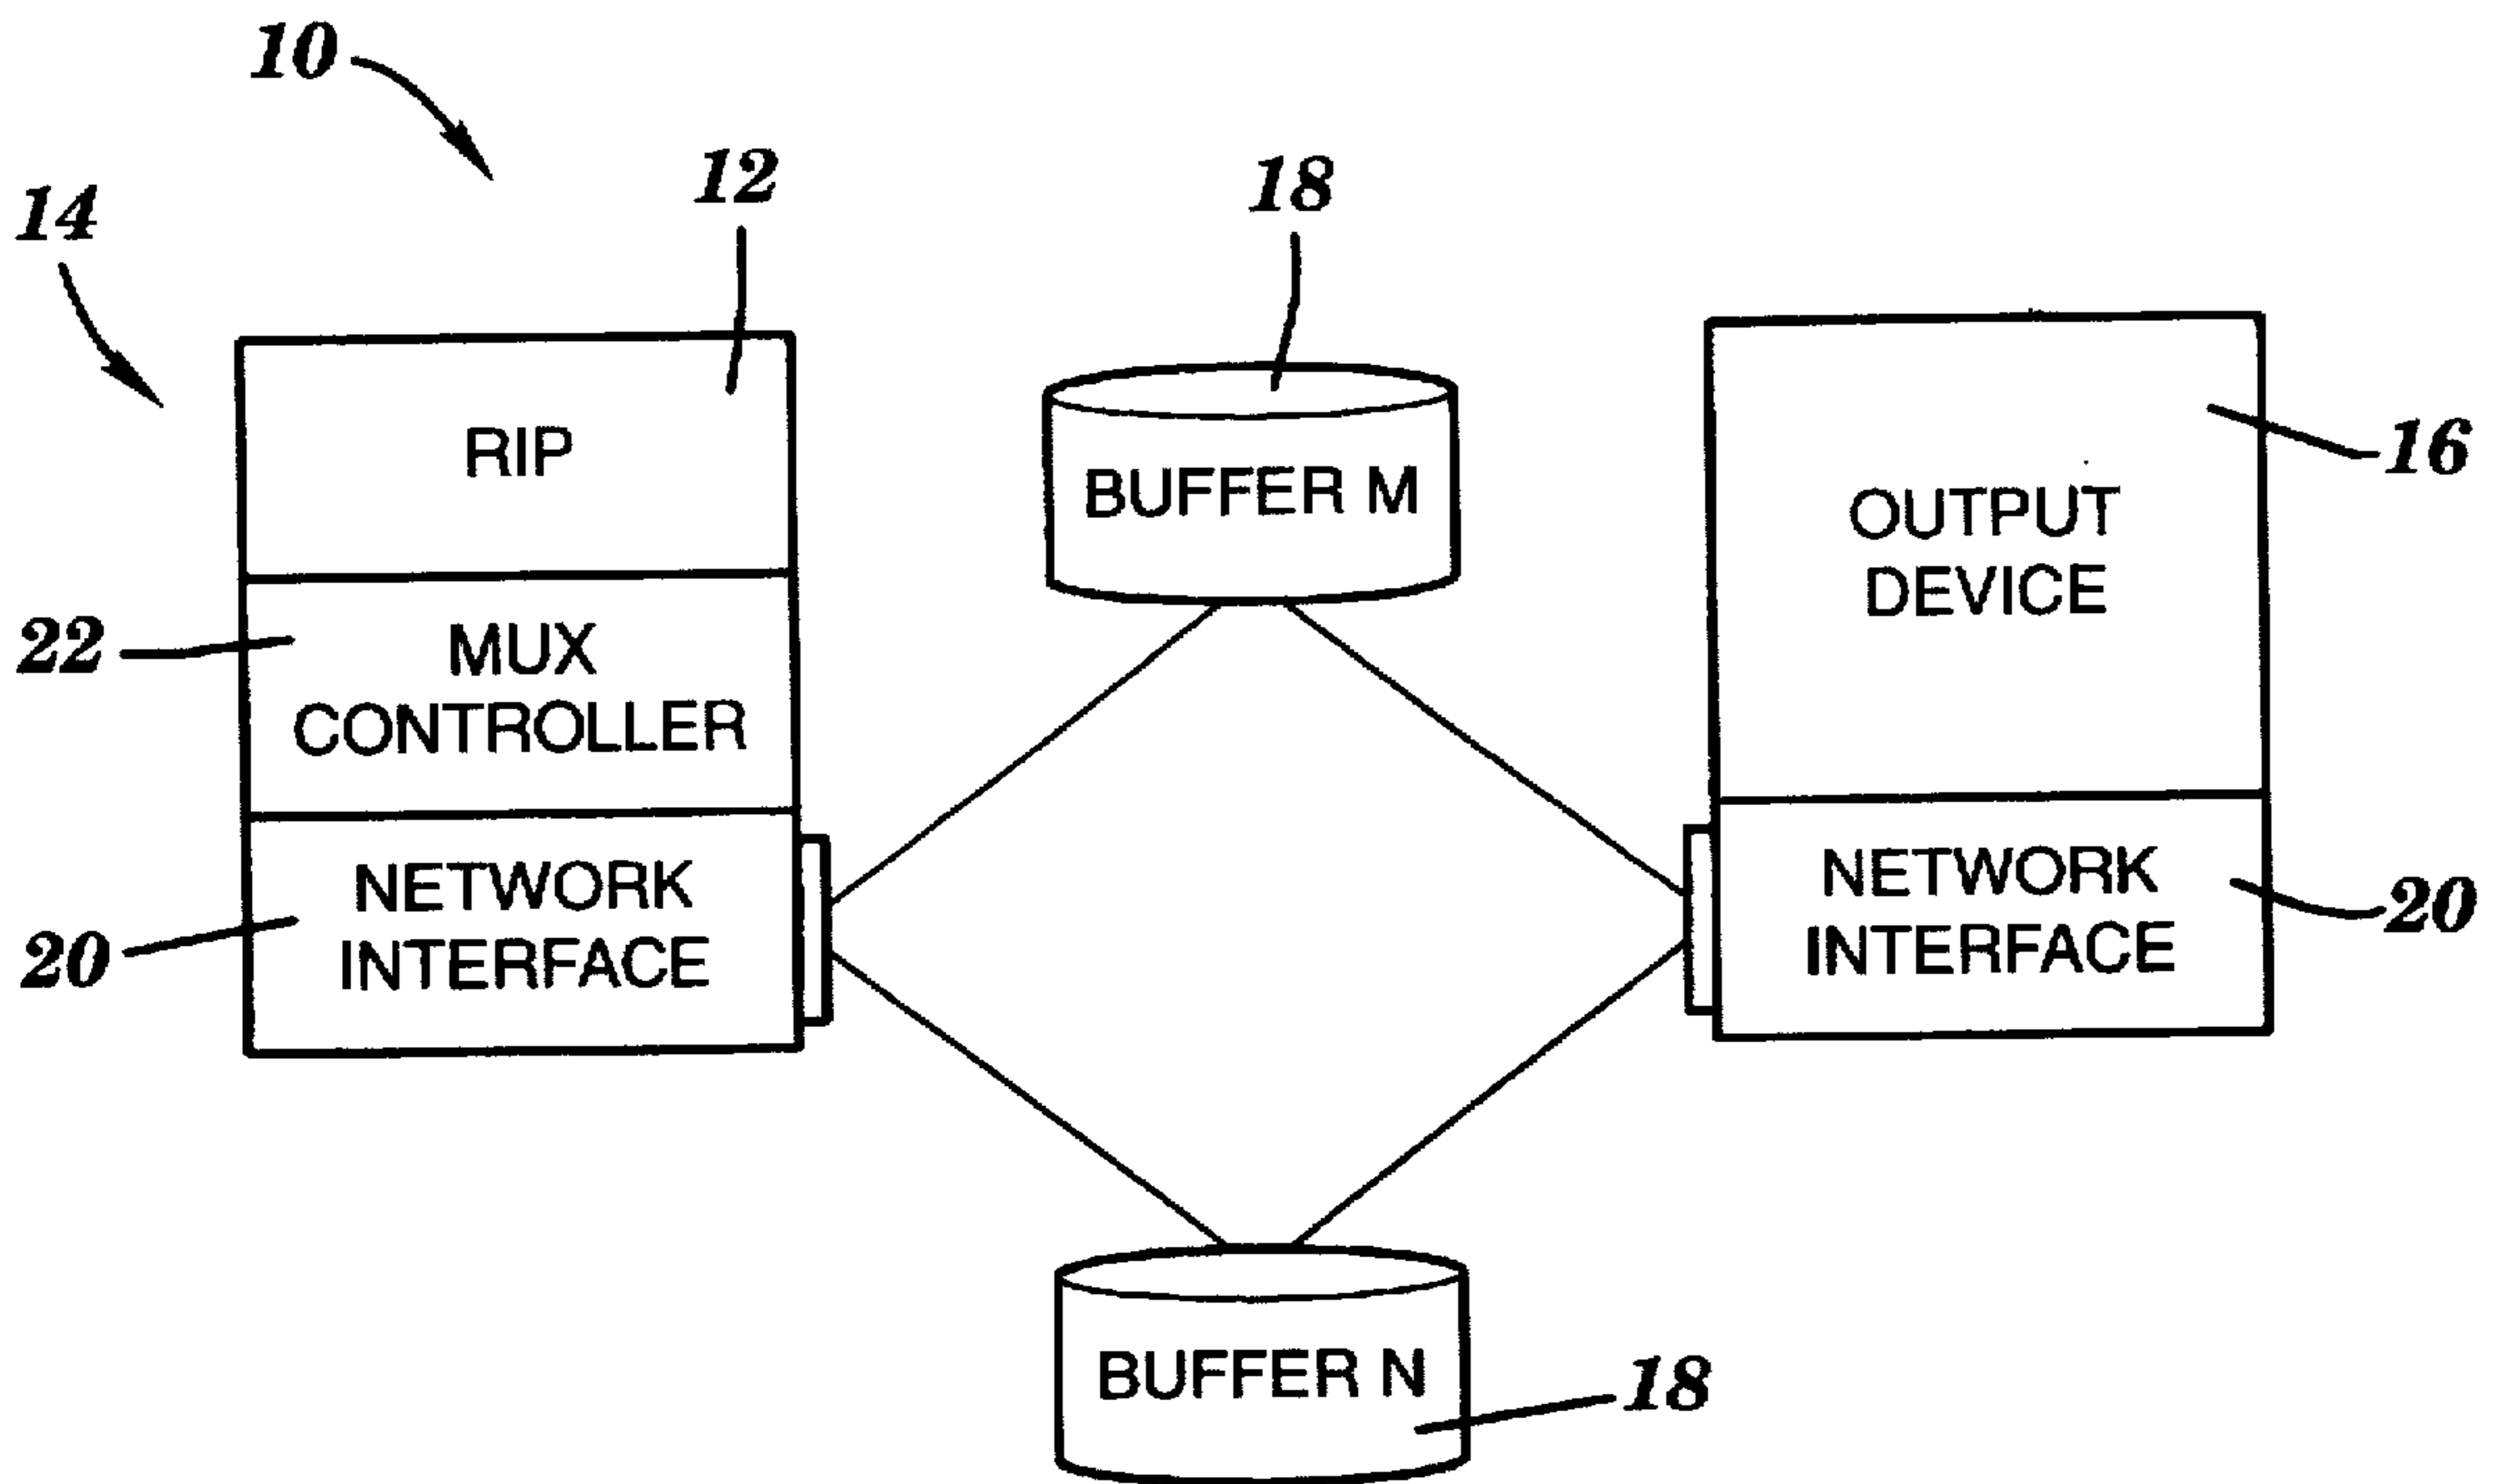 10
12
14
18
RIP
BUFFER M
16
OUTPUT
DEVICE
22
MUX
CONTROLLER
NETWORK
INTERFACE
20
NETWORK
INTERFACE
20
BUFFER N
18